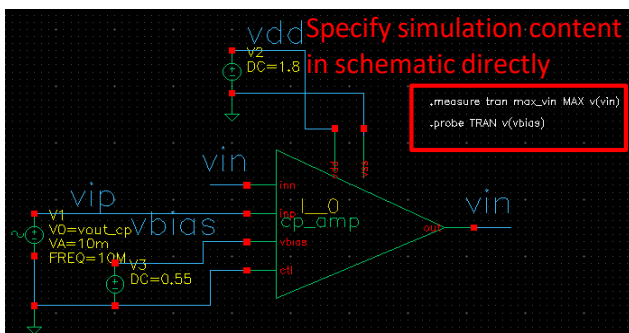 Specify simulation content
in schematic directly
vdd
V2
DC=1.8
.measure tran max_vin MAX v(vin)
.probe TRAN v(vbias)
vdd
vss
vin
inn
I_0
cp_amp
inp
vbias
ctl
out
vin
vip
V1
V0=vout_cp
VA=10m
FREQ=10M
vbias
V3
DC=0.55